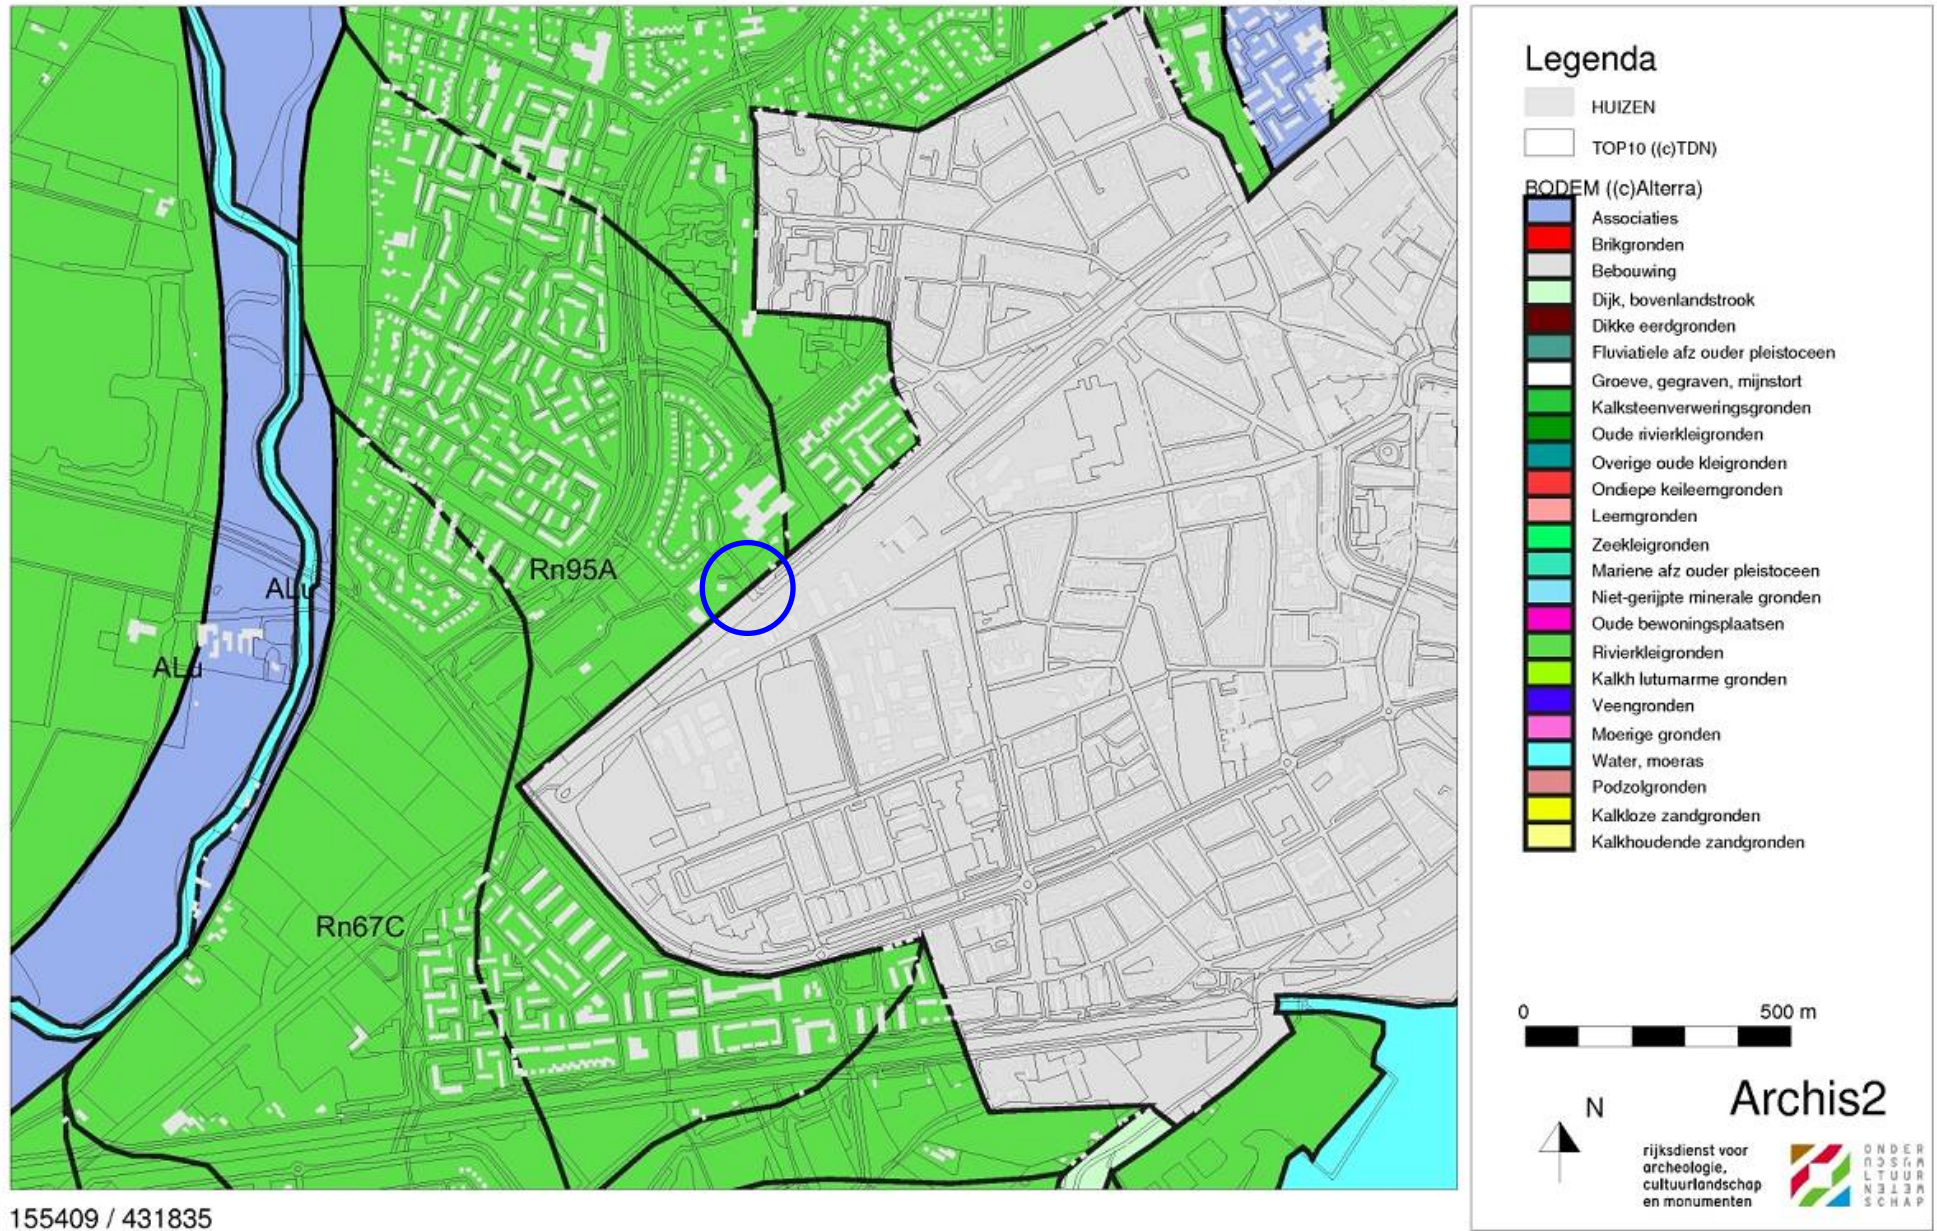 Rn95A
ALu
ALu
Rn67C
155409 / 431835
Legenda
HUIZEN
TOP10 ((c)TDN)
BODEM ((c)Alterra)
Associaties
Brikgronden
Bebouwing
Dijk, bovenlandstrook
Dikke eerdgronden
Fluviatiele afz ouder pleistoceen
Groeve, gegraven, mijnstort
Kalksteenverweringsgronden
Oude rivierkleigronden
Overige oude kleigronden
Ondiepe keileemgronden
Leemgronden
Zeekleigronden
Mariene afz ouder pleistoceen
Niet-gerijpte minerale gronden
Oude bewoningsplaatsen
Rivierkleigronden
Kalkh lutumarme gronden
Veengronden
Moerige gronden
Water, moeras
Podzolgronden
Kalkloze zandgronden
Kalkhoudende zandgronden
0 500 m
Archis2
N
rijksdienst voor
archeologie,
cultuurlandschap
en monumenten
ONDER